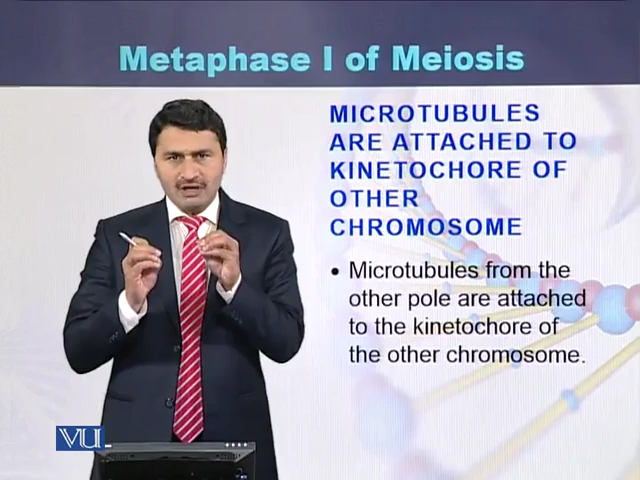 Metaphase I of Meiosis
MICROTUBULES
ARE ATTACHED TO
KINETOCHORE OF
OTHER
CHROMOSOME
• Microtubules from the
other pole are attached
to the kinetochore of
the other chromosome.
VU